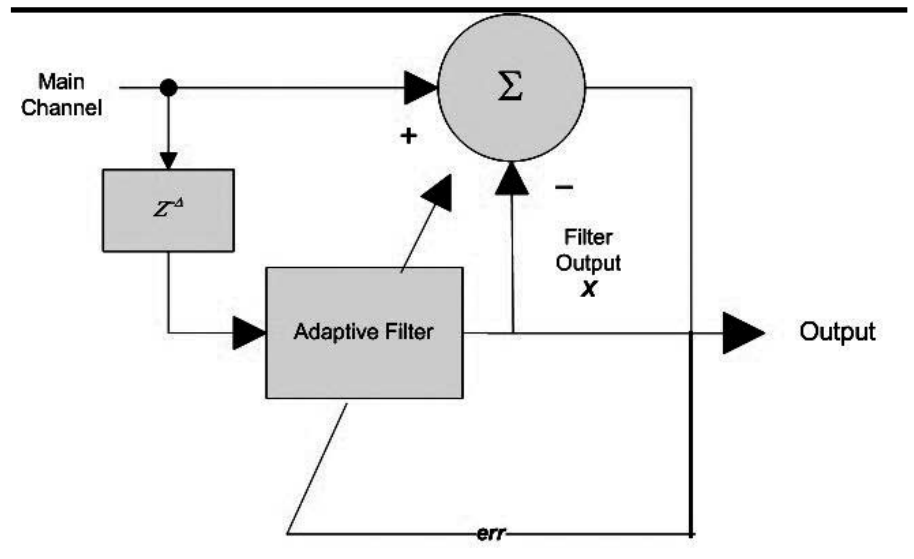 Main
Channel
Σ
+
Z^Δ
−
Filter
Output
X
Adaptive Filter
Output
err